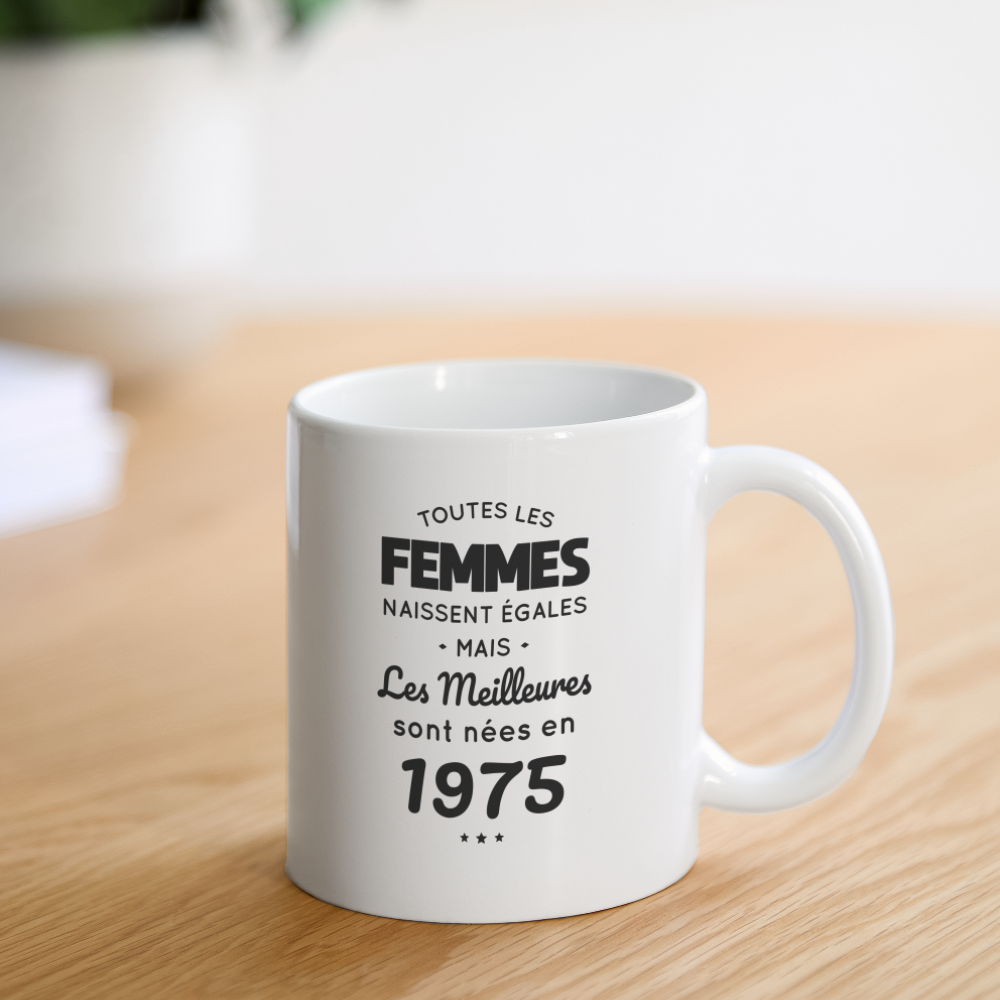 TOUTES LES
FEMMES
NAISSENT ÉGALES
MAIS
Les Meilleures
sont nées en
1975